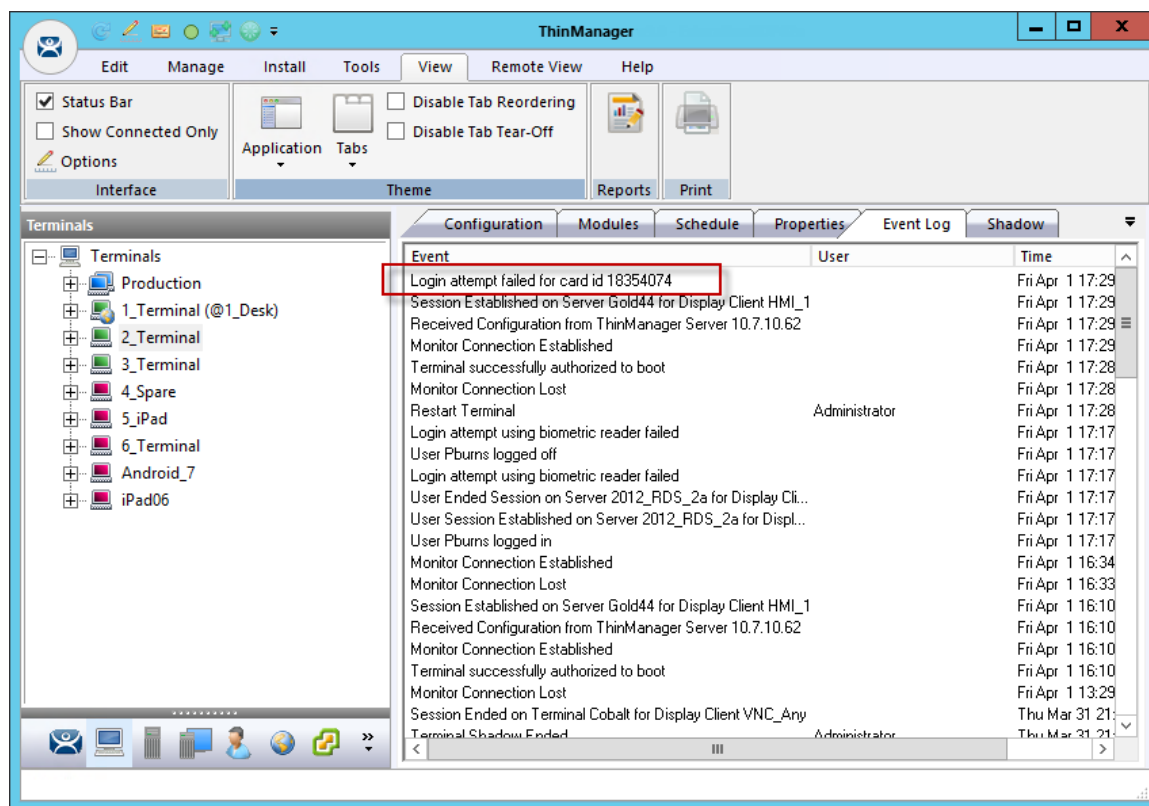 ThinManager
Edit Manage Install Tools View Remote View Help
Status Bar
Show Connected Only
Options
Interface
Application
Tabs
Disable Tab Reordering
Disable Tab Tear-Off
Theme
Reports
Print
Terminals
Terminals
Production
1_Terminal (@1_Desk)
2_Terminal
3_Terminal
4_Spare
5_iPad
6_Terminal
Android_7
iPad06
Configuration Modules Schedule Properties Event Log Shadow
Event User Time
Login attempt failed for card id 18354074 Fri Apr 1 17:29
Session Established on Server Gold44 for Display Client HMI_1 Fri Apr 1 17:29
Received Configuration from ThinManager Server 10.7.10.62 Fri Apr 1 17:29
Monitor Connection Established Fri Apr 1 17:29
Terminal successfully authorized to boot Fri Apr 1 17:28
Monitor Connection Lost Fri Apr 1 17:28
Restart Terminal Administrator Fri Apr 1 17:28
Login attempt using biometric reader failed Fri Apr 1 17:17
User Pburns logged off Fri Apr 1 17:17
Login attempt using biometric reader failed Fri Apr 1 17:17
User Ended Session on Server 2012_RDS_2a for Display Cli... Fri Apr 1 17:17
User Session Established on Server 2012_RDS_2a for Displ... Fri Apr 1 17:17
User Pburns logged in Fri Apr 1 17:17
Monitor Connection Established Fri Apr 1 16:34
Monitor Connection Lost Fri Apr 1 16:33
Session Established on Server Gold44 for Display Client HMI_1 Fri Apr 1 16:10
Received Configuration from ThinManager Server 10.7.10.62 Fri Apr 1 16:10
Monitor Connection Established Fri Apr 1 16:10
Terminal successfully authorized to boot Fri Apr 1 16:10
Monitor Connection Lost Fri Apr 1 13:29
Session Ended on Terminal Cobalt for Display Client VNC_Any Thu Mar 31 21:
Terminal Shadow Ended Administrator Thu Mar 31 21: